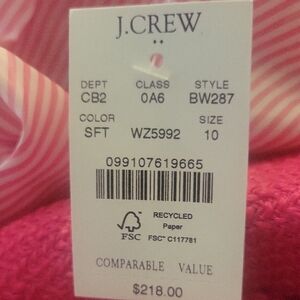 J.CREW
DEPT CLASS STYLE
CB2 0A6 BW287
COLOR SIZE
SFT WZ5992 10
099107619665
RECYCLED
Paper
FSC FSC™ C117781
COMPARABLE VALUE
$218.00